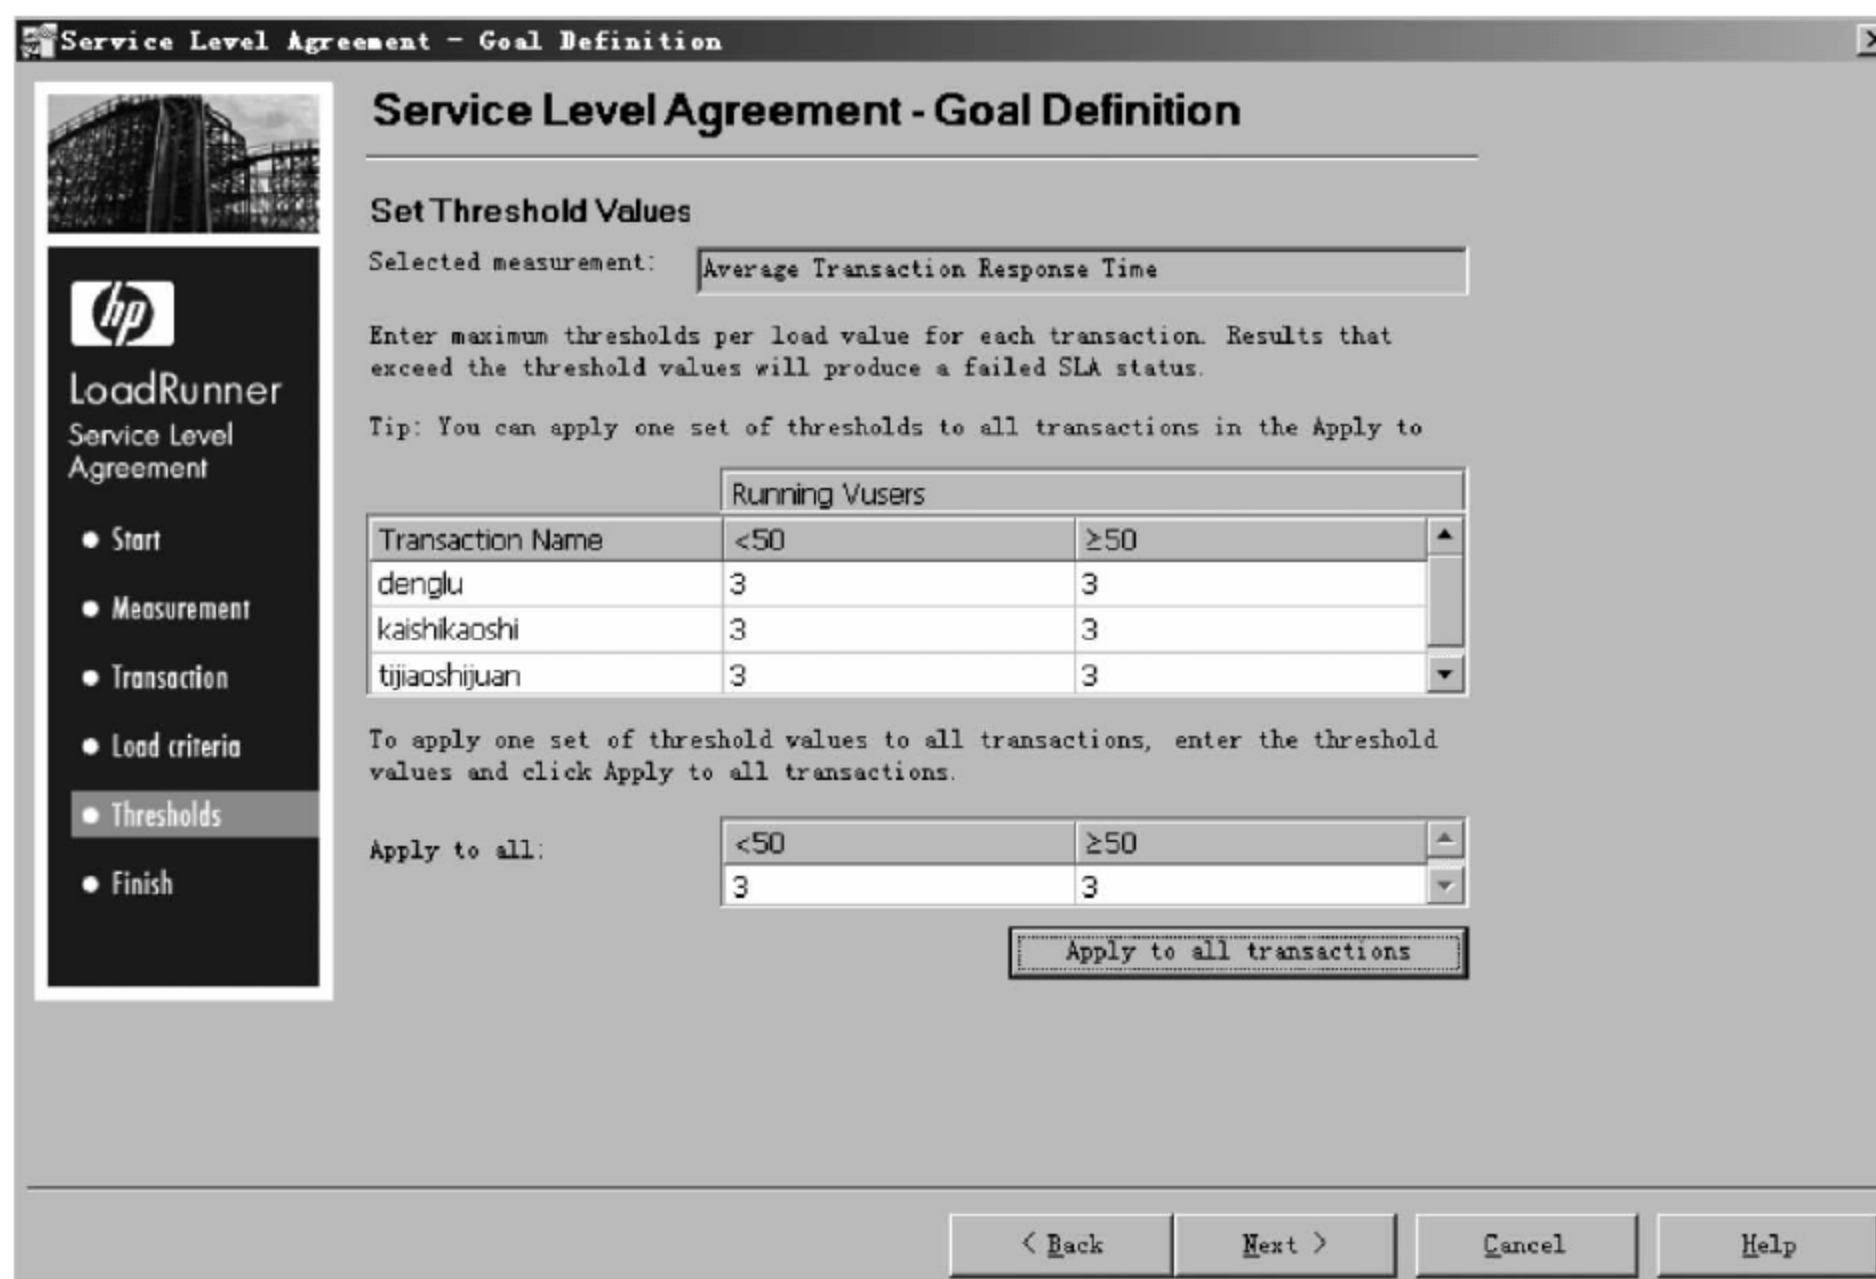 Service Level Agreement - Goal Definition
Service Level Agreement - Goal Definition
Set Threshold Values
Selected measurement: Average Transaction Response Time
Enter maximum thresholds per load value for each transaction. Results that
exceed the threshold values will produce a failed SLA status.
Tip: You can apply one set of thresholds to all transactions in the Apply to
hp
LoadRunner
Service Level
Agreement
Start
Measurement
Transaction
Load criteria
Thresholds
Finish
Running Vusers
Transaction Name <50 ≥50
denglu 3 3
kaishikaoshi 3 3
tijiaoshijuan 3 3
To apply one set of threshold values to all transactions, enter the threshold
values and click Apply to all transactions.
Apply to all: <50 ≥50
3 3
Apply to all transactions
< Back Next > Cancel Help